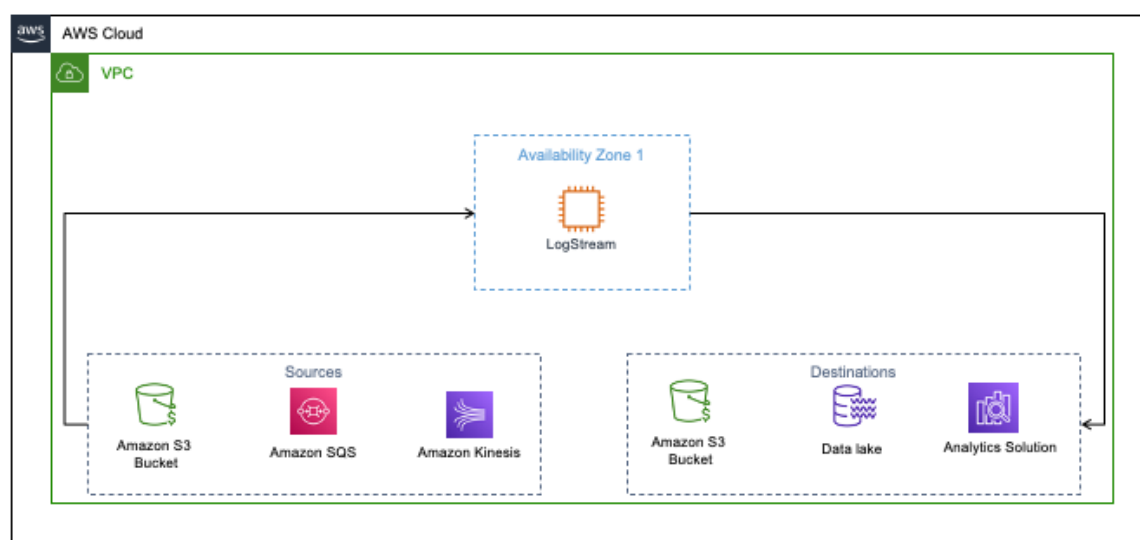 aws
AWS Cloud
VPC
Availability Zone 1
LogStream
Sources
Amazon S3
Bucket
Amazon SQS
Amazon Kinesis
Destinations
Amazon S3
Bucket
Data lake
Analytics Solution